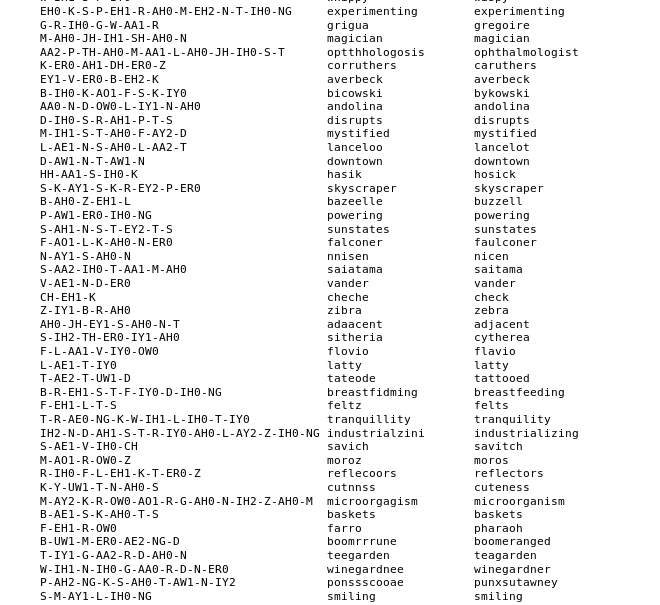 EH0-K-S-P-EH1-R-AH0-M-EH2-N-T-IH0-NG experimenting experimenting
G-R-IH0-G-W-AA1-R grigua gregoire
M-AH0-JH-IH1-SH-AH0-N magician magician
AA2-P-TH-AH0-M-AA1-L-AH0-JH-IH0-S-T optthhologosis ophthalmologist
K-ER0-AH1-DH-ER0-Z corruthers caruthers
EY1-V-ER0-B-EH2-K averbeck averbeck
B-IH0-K-AO1-F-S-K-IY0 bicowski bykowski
AA0-N-D-OW0-L-IY1-N-AH0 andolina andolina
D-IH0-S-R-AH1-P-T-S disrupts disrupts
M-IH1-S-T-AH0-F-AY2-D mystified mystified
L-AE1-N-S-AH0-L-AA2-T lanceloo lancelot
D-AW1-N-T-AW1-N downtown downtown
HH-AA1-S-IH0-K hasik hosick
S-K-AY1-S-K-R-EY2-P-ER0 skyscraper skyscraper
B-AH0-Z-EH1-L bazeelle buzzell
P-AW1-ER0-IH0-NG powering powering
S-AH1-N-S-T-EY2-T-S sunstates sunstates
F-AO1-L-K-AH0-N-ER0 falconer faulconer
N-AY1-S-AH0-N nnisen nicen
S-AA2-IH0-T-AA1-M-AH0 saiatama saitama
V-AE1-N-D-ER0 vander vander
CH-EH1-K cheche check
Z-IY1-B-R-AH0 zibra zebra
AH0-JH-EY1-S-AH0-N-T adaacent adjacent
S-IH2-TH-ER0-IY1-AH0 sitheria cytherea
F-L-AA1-V-IY0-OW0 flovio flavio
L-AE1-T-IY0 latty latty
T-AE2-T-UW1-D tateode tattooed
B-R-EH1-S-T-F-IY0-D-IH0-NG breastfidming breastfeeding
F-EH1-L-T-S feltz felts
T-R-AE0-NG-K-W-IH1-L-IH0-T-IY0 tranquillity tranquility
IH2-N-D-AH1-S-T-R-IY0-AH0-L-AY2-Z-IH0-NG industrialzini industrializing
S-AE1-V-IH0-CH savich savitch
M-AO1-R-OW0-Z moroz moros
R-IH0-F-L-EH1-K-T-ER0-Z reflecoors reflectors
K-Y-UW1-T-N-AH0-S cutnnss cuteness
M-AY2-K-R-OW0-AO1-R-G-AH0-N-IH2-Z-AH0-M microorgagism microorganism
B-AE1-S-K-AH0-T-S baskets baskets
F-EH1-R-OW0 farro pharaoh
B-UW1-M-ER0-AE2-NG-D boomrrrune boomeranged
T-IY1-G-AA2-R-D-AH0-N teegarden teagarden
W-IH1-N-IH0-G-AA0-R-D-N-ER0 winegardnee winegardner
P-AH2-NG-K-S-AH0-T-AW1-N-IY2 ponssscooae punxsutawney
S-M-AY1-L-IH0-NG smiling smiling